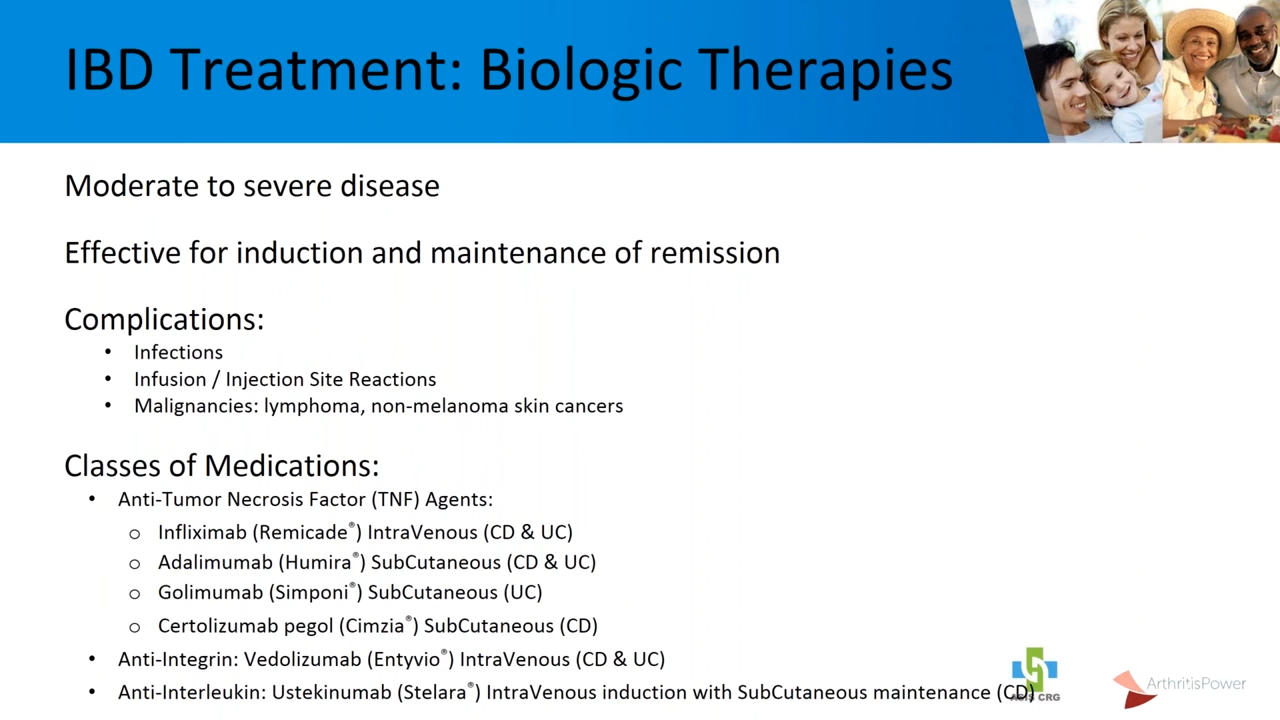 IBD Treatment: Biologic Therapies
Moderate to severe disease
Effective for induction and maintenance of remission
Complications:
• Infections
• Infusion / Injection Site Reactions
• Malignancies: lymphoma, non-melanoma skin cancers
Classes of Medications:
• Anti-Tumor Necrosis Factor (TNF) Agents:
o Infliximab (Remicade®) IntraVenous (CD & UC)
o Adalimumab (Humira®) SubCutaneous (CD & UC)
o Golimumab (Simponi®) SubCutaneous (UC)
o Certolizumab pegol (Cimzia®) SubCutaneous (CD)
• Anti-Integrin: Vedolizumab (Entyvio®) IntraVenous (CD & UC)
• Anti-Interleukin: Ustekinumab (Stelara®) IntraVenous induction with SubCutaneous maintenance (CD)
CRG
ArthritisPower